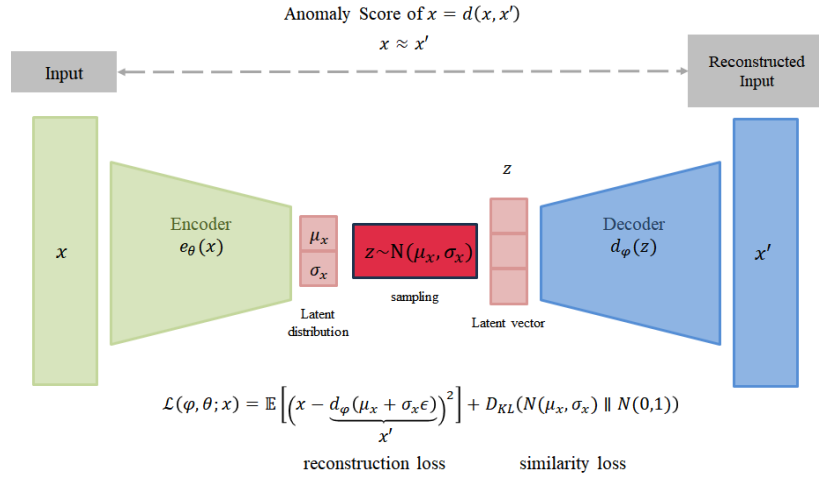 Anomaly Score of x = d(x, x′)
x ≈ x′
Input
Reconstructed
Input
x
Encoder
e_θ(x)
μ_x
σ_x
Latent
distribution
z~N(μ_x, σ_x)
sampling
z
Latent vector
Decoder
d_φ(z)
x′
ℒ(φ, θ; x) = 𝔼[(x − d_φ(μ_x + σ_x ϵ))²] + D_KL(N(μ_x, σ_x) ∥ N(0,1))
x′
reconstruction loss
similarity loss